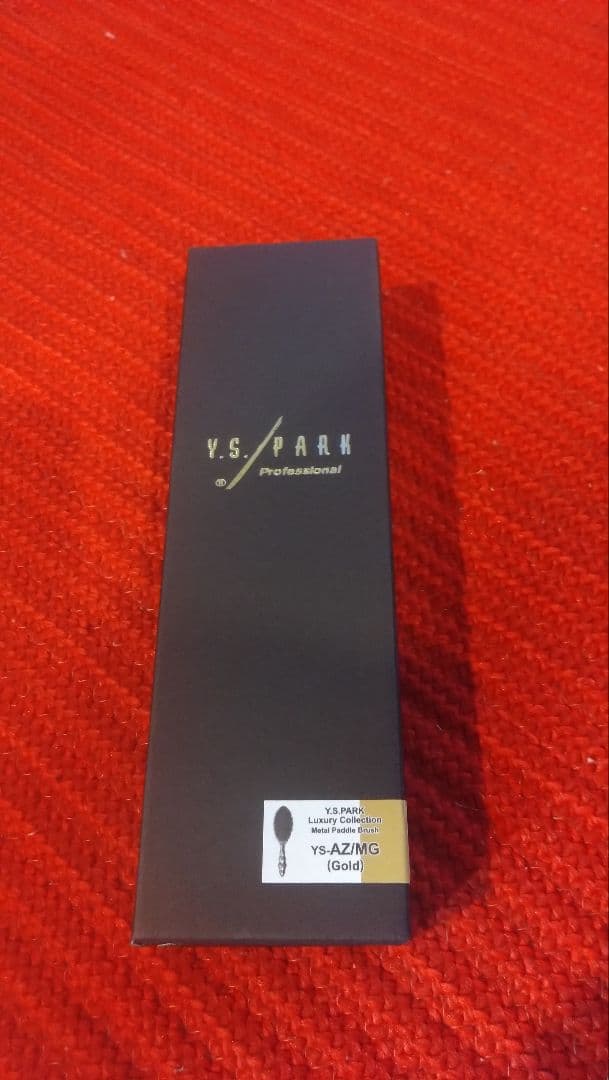 Y.S. PARK
Professional
®
Y.S.PARK
Luxury Collection
Metal Paddle Brush
YS-AZ/MG
(Gold)